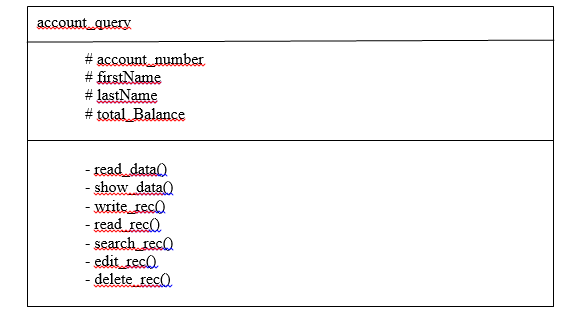 account_query
# account_number
# firstName
# lastName
# total_Balance
- read_data()
- show_data()
- write_rec()
- read_rec()
- search_rec()
- edit_rec()
- delete_rec()